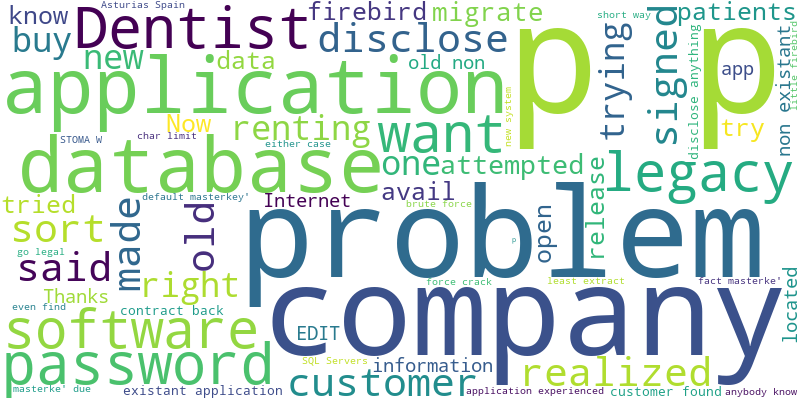 Asturias Spain
know
Dentist
firebird
migrate
short way
patients
buy
new
disclose
data
old non
p
p
trying
signed
app
little firebird
non existant
disclose anything
application
Now
char limit
renting
want
new system
try
STOMA W
either case
database
one
attempted
legacy
release
default masterkey'
Internet
avail
tried
brute force
sort
made
old
problem
open
P
said
go legal
right
force crack
least extract
fact masterke'
located
Thanks
company
even find
contract back
software
EDIT
password
SQL Servers
information
realized
customer
masterke' due
existant application
application experienced
customer found
anybody know